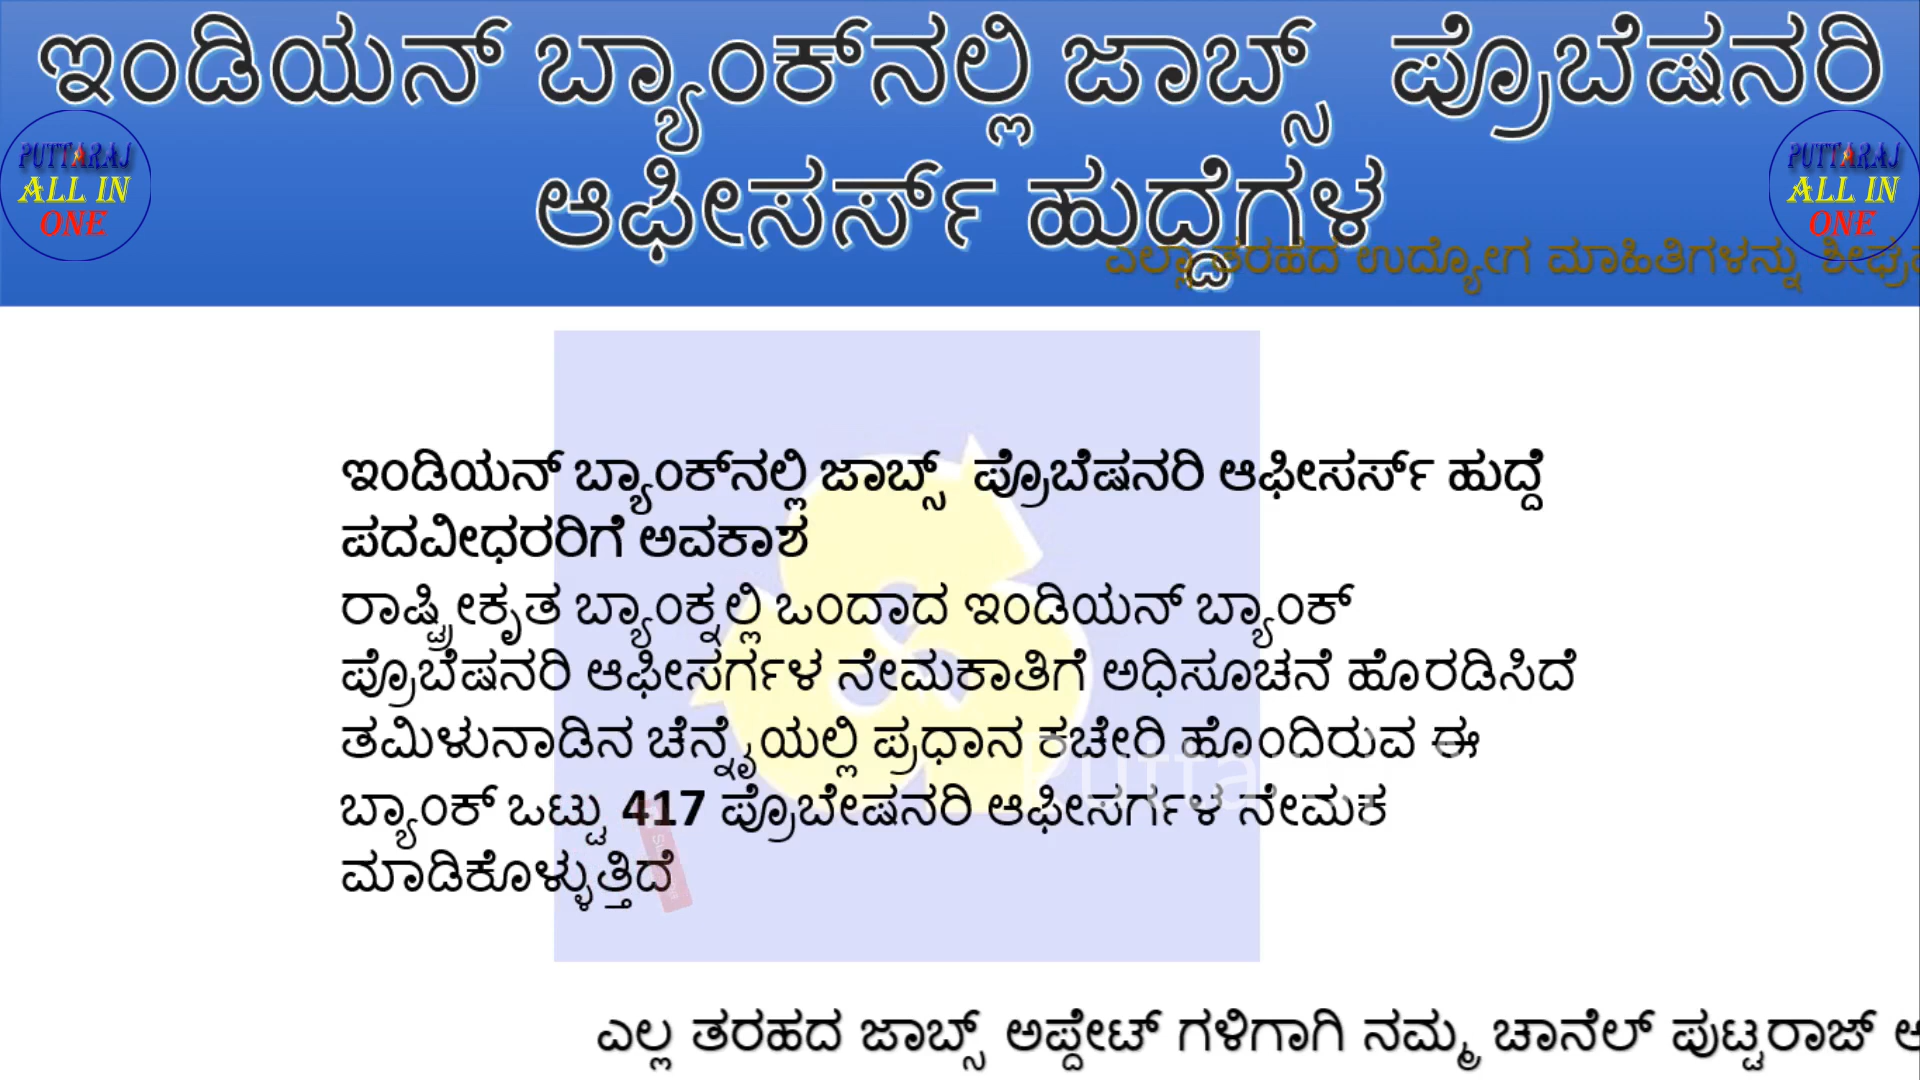 ಇಂಡಿಯನ್ ಬ್ಯಾಂಕ್‌ನಲ್ಲಿ ಜಾಬ್ಸ್ ಪ್ರೊಬೆಷನರಿ
ಆಫೀಸರ್ಸ್ ಹುದ್ದೆಗಳ
PUTTARAJ
ALL IN
ONE
PUTTARAJ
ALL IN
ONE
ಎಲ್ಲಾ ತರಹದ ಉದ್ಯೋಗ ಮಾಹಿತಿಗಳನ್ನು
ಇಂಡಿಯನ್ ಬ್ಯಾಂಕ್‌ನಲ್ಲಿ ಜಾಬ್ಸ್ ಪ್ರೊಬೆಷನರಿ ಆಫೀಸರ್ಸ್ ಹುದ್ದೆ
ಪದವೀಧರರಿಗೆ ಅವಕಾಶ
ರಾಷ್ಟ್ರೀಕೃತ ಬ್ಯಾಂಕ್ನಲ್ಲಿ ಒಂದಾದ ಇಂಡಿಯನ್ ಬ್ಯಾಂಕ್
ಪ್ರೊಬೆಷನರಿ ಆಫೀಸರ್ಗಳ ನೇಮಕಾತಿಗೆ ಅಧಿಸೂಚನೆ ಹೊರಡಿಸಿದೆ
ತಮಿಳುನಾಡಿನ ಚೆನ್ನೈಯಲ್ಲಿ ಪ್ರಧಾನ ಕಚೇರಿ ಹೊಂದಿರುವ ಈ
ಬ್ಯಾಂಕ್ ಒಟ್ಟು 417 ಪ್ರೊಬೇಷನರಿ ಆಫೀಸರ್ಗಳ ನೇಮಕ
ಮಾಡಿಕೊಳ್ಳುತ್ತಿದೆ
ಎಲ್ಲ ತರಹದ ಜಾಬ್ಸ್ ಅಪ್ಡೇಟ್ ಗಳಿಗಾಗಿ ನಮ್ಮ ಚಾನೆಲ್ ಪುಟ್ಟರಾಜ್